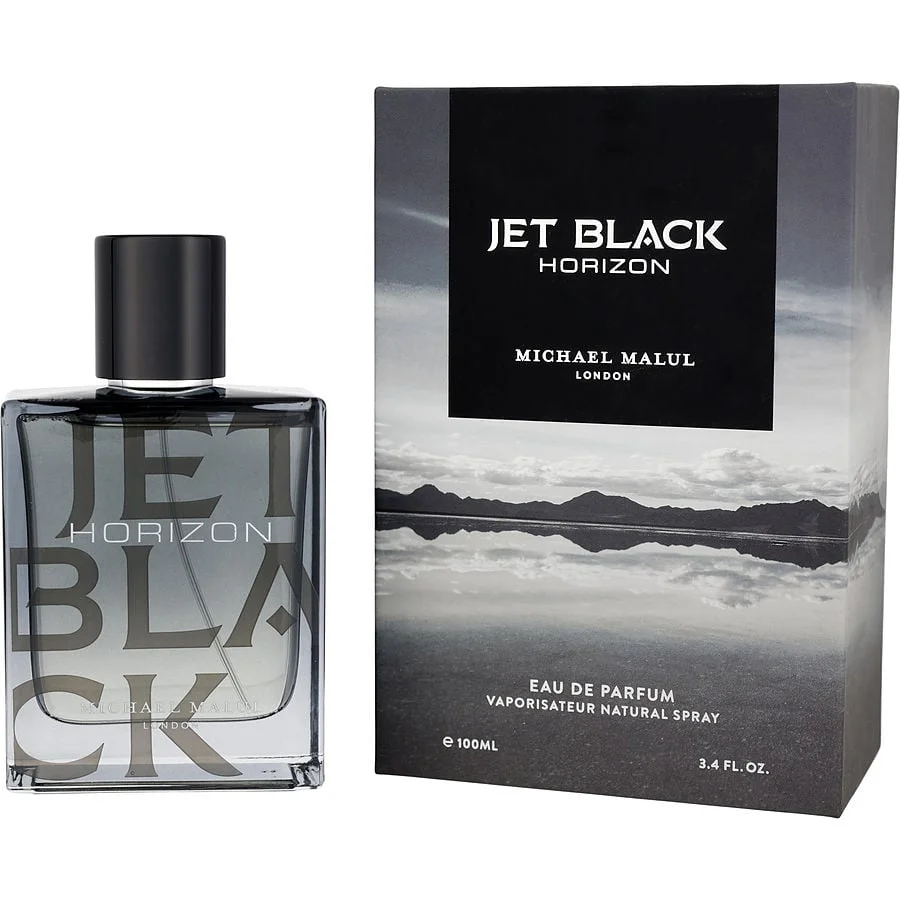 JET
HORIZON
BLA
CK
MICHAEL MALUL
LONDON
JET BLACK
HORIZON
MICHAEL MALUL
LONDON
EAU DE PARFUM
VAPORISATEUR NATURAL SPRAY
℮ 100ML
3.4 FL. OZ.